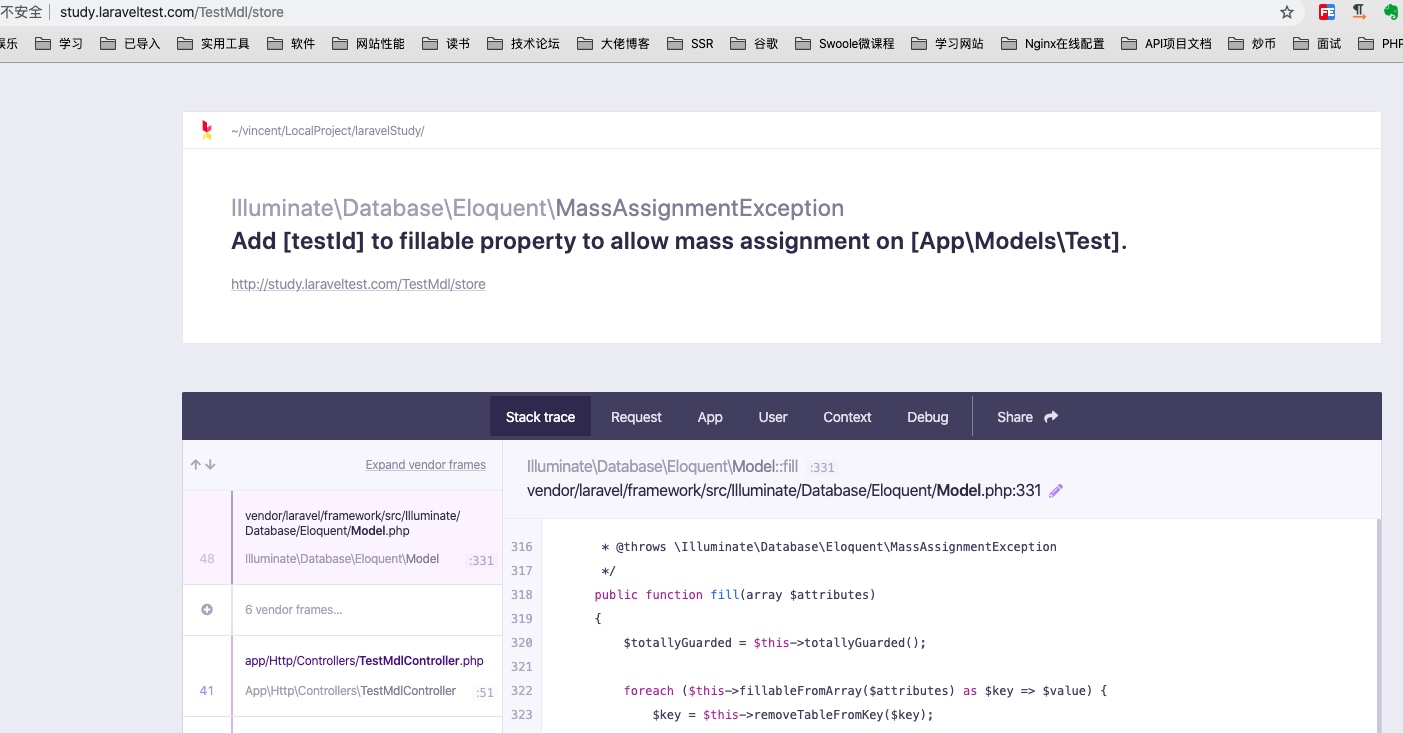 不安全 study.laraveltest.com/TestMdl/store
娱乐 学习 已导入 实用工具 软件 网站性能 读书 技术论坛 大佬博客 SSR 谷歌 Swoole微课程 学习网站 Nginx在线配置 API项目文档 炒币 面试 PHP
~/vincent/LocalProject/laravelStudy/
Illuminate\Database\Eloquent\MassAssignmentException
Add [testId] to fillable property to allow mass assignment on [App\Models\Test].
http://study.laraveltest.com/TestMdl/store
Stack trace Request App User Context Debug Share
Expand vendor frames
vendor/laravel/framework/src/Illuminate/
Database/Eloquent/Model.php
48 Illuminate\Database\Eloquent\Model :331
6 vendor frames…
app/Http/Controllers/TestMdlController.php
41 App\Http\Controllers\TestMdlController :51
Illuminate\Database\Eloquent\Model::fill :331
vendor/laravel/framework/src/Illuminate/Database/Eloquent/Model.php:331
316 * @throws \Illuminate\Database\Eloquent\MassAssignmentException
317 */
318 public function fill(array $attributes)
319 {
320 $totallyGuarded = $this->totallyGuarded();
321
322 foreach ($this->fillableFromArray($attributes) as $key => $value) {
323 $key = $this->removeTableFromKey($key);